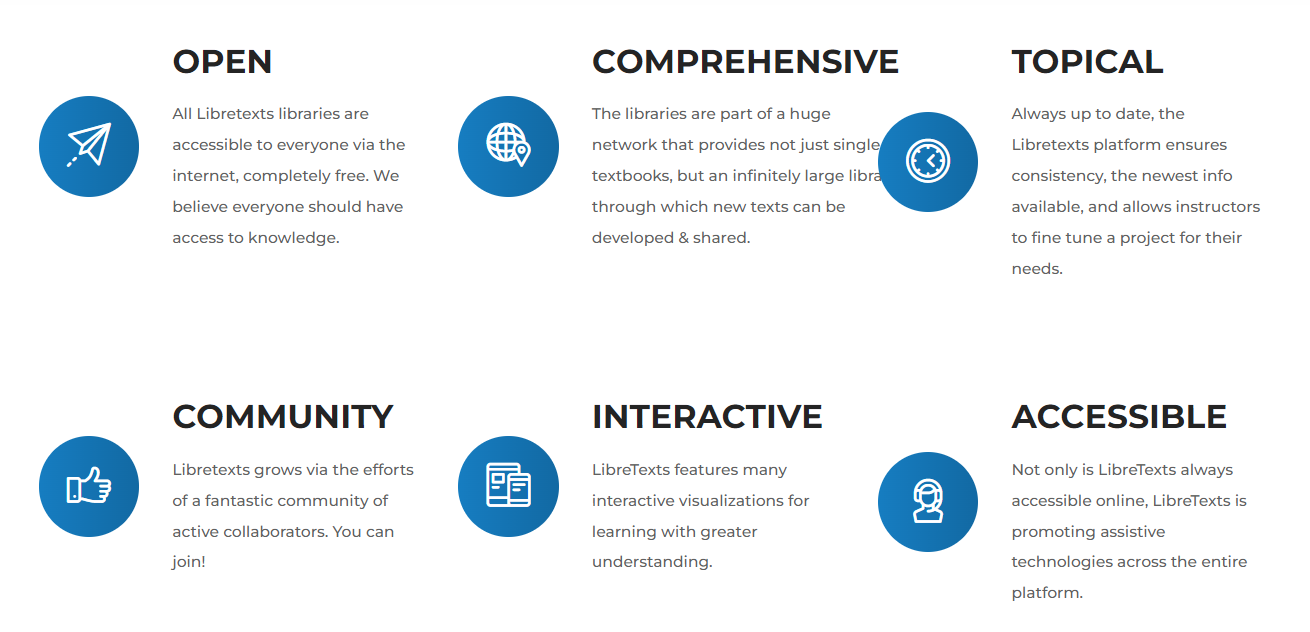 OPEN
All Libretexts libraries are
accessible to everyone via the
internet, completely free. We
believe everyone should have
access to knowledge.
COMPREHENSIVE
The libraries are part of a huge
network that provides not just single
textbooks, but an infinitely large
through which new texts can be
developed & shared.
TOPICAL
Always up to date, the
Libretexts platform ensures
consistency, the newest info
available, and allows instructors
to fine tune a project for their
needs.
COMMUNITY
Libretexts grows via the efforts
of a fantastic community of
active collaborators. You can
join!
INTERACTIVE
LibreTexts features many
interactive visualizations for
learning with greater
understanding.
ACCESSIBLE
Not only is LibreTexts always
accessible online, LibreTexts is
promoting assistive
technologies across the entire
platform.